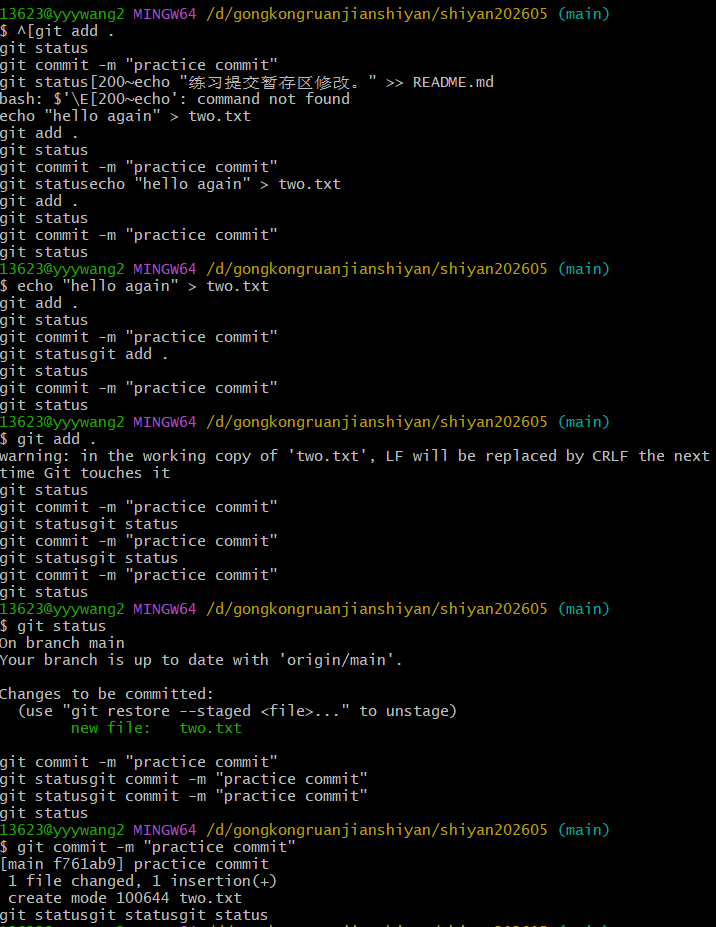 13623@yyywang2 MINGW64 /d/gongkongruanjianshiyan/shiyan202605 (main)
$ ^[git add .
git status
git commit -m "practice commit"
git status[200~echo "练习提交暂存区修改。" >> README.md
bash: $'\E[200~echo': command not found
echo "hello again" > two.txt
git add .
git status
git commit -m "practice commit"
git statusecho "hello again" > two.txt
git add .
git status
git commit -m "practice commit"
git status
13623@yyywang2 MINGW64 /d/gongkongruanjianshiyan/shiyan202605 (main)
$ echo "hello again" > two.txt
git add .
git status
git commit -m "practice commit"
git statusgit add .
git status
git commit -m "practice commit"
git status
13623@yyywang2 MINGW64 /d/gongkongruanjianshiyan/shiyan202605 (main)
$ git add .
warning: in the working copy of 'two.txt', LF will be replaced by CRLF the next
time Git touches it
git status
git commit -m "practice commit"
git statusgit status
git commit -m "practice commit"
git statusgit status
git commit -m "practice commit"
git status
13623@yyywang2 MINGW64 /d/gongkongruanjianshiyan/shiyan202605 (main)
$ git status
On branch main
Your branch is up to date with 'origin/main'.
Changes to be committed:
(use "git restore --staged <file>..." to unstage)
new file:   two.txt
git commit -m "practice commit"
git statusgit commit -m "practice commit"
git statusgit commit -m "practice commit"
git status
13623@yyywang2 MINGW64 /d/gongkongruanjianshiyan/shiyan202605 (main)
$ git commit -m "practice commit"
[main f761ab9] practice commit
1 file changed, 1 insertion(+)
create mode 100644 two.txt
git statusgit statusgit status